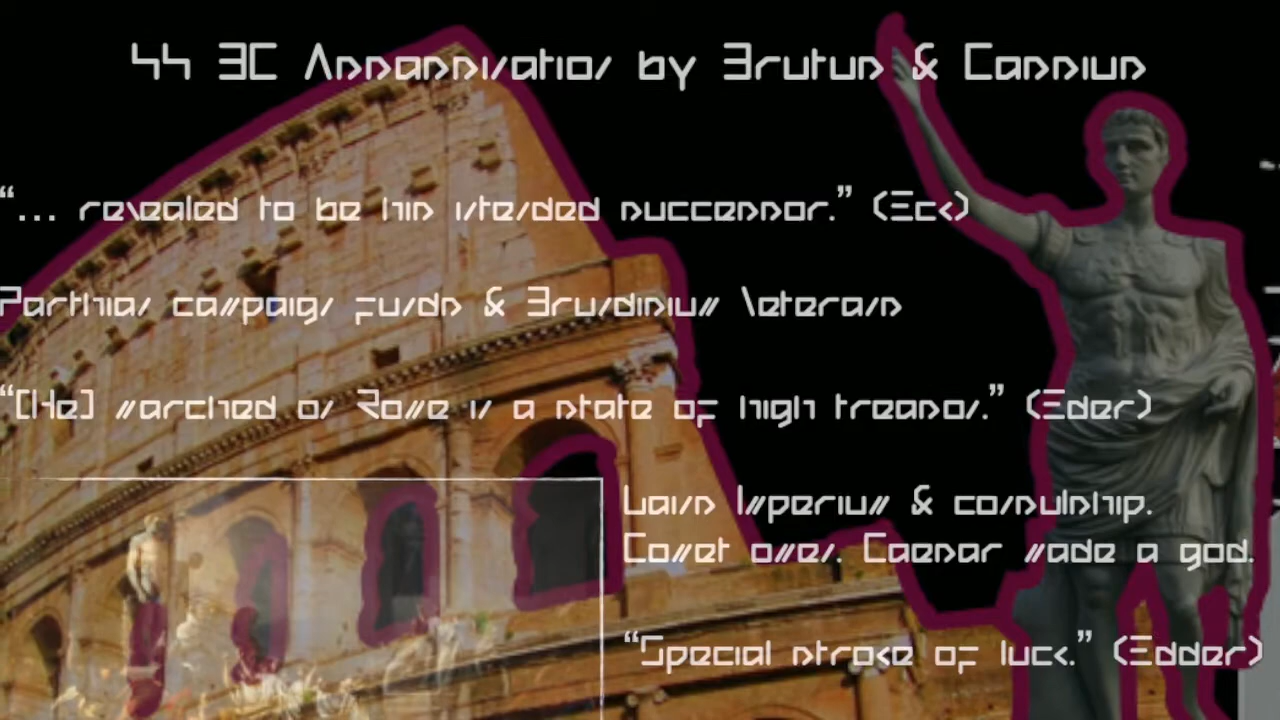 44 BC Assassination by Brutus & Cassius
“... revealed to be his intended successor.” (Eck)
Parthian campaign funds & Brundisium Veterans
“[He] marched on Rome in a state of high treason.” (Eder)
Gains Imperium & consulship.
Comet omen. Caesar made a god.
“Special stroke of luck.” (Edder)